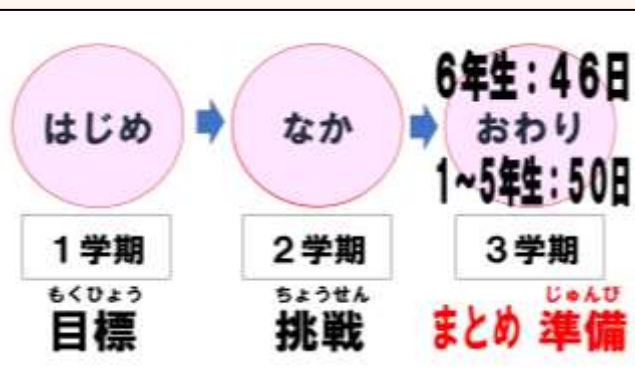 6年生：46日
はじめ なか おわり
1~5年生：50日
1学期 2学期 3学期
もくひょう ちょうせん じゅんび
目標 挑戦 まとめ 準備